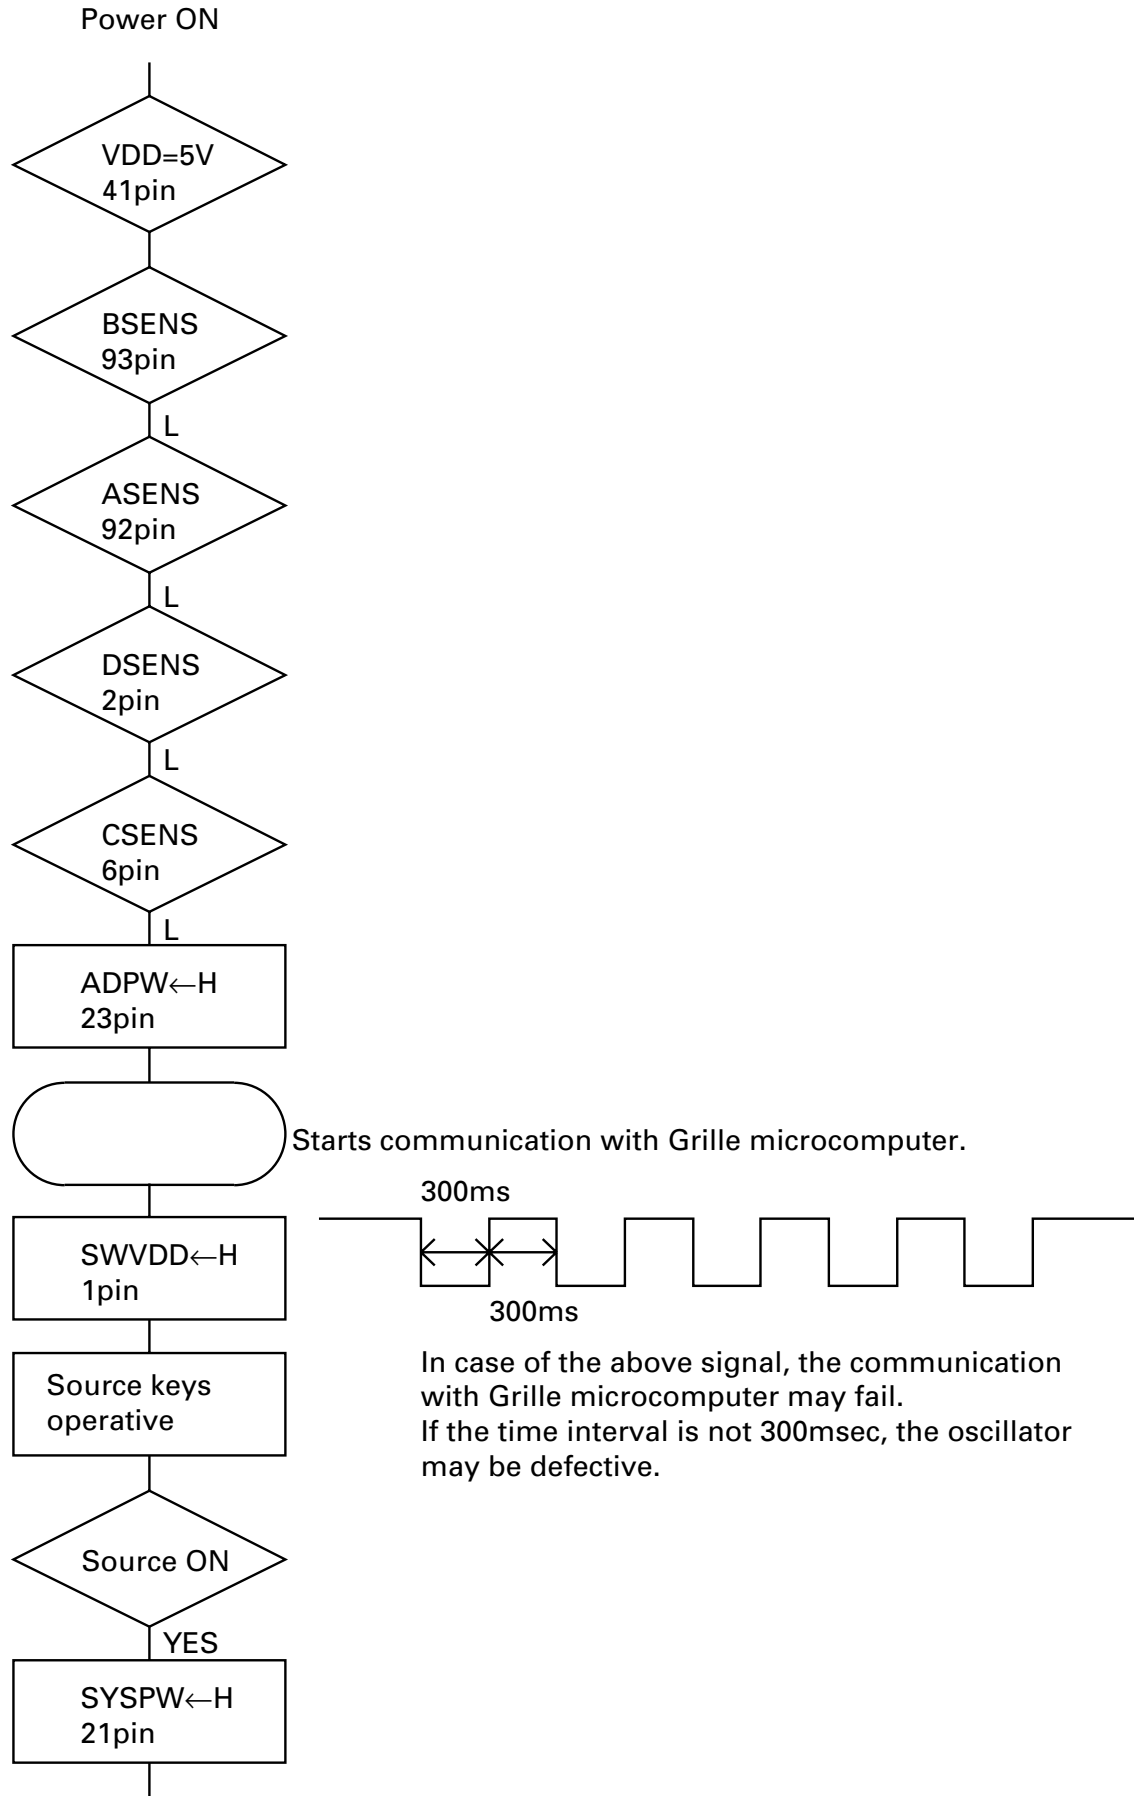 Power ON
VDD=5V
41pin
BSENS
93pin
L
ASENS
92pin
L
DSENS
2pin
L
CSENS
6pin
L
ADPW←H
23pin
Starts communication with Grille microcomputer.
300ms
SWVDD←H
1pin
300ms
In case of the above signal, the communication
with Grille microcomputer may fail.
If the time interval is not 300msec, the oscillator
may be defective.
Source keys
operative
Source ON
YES
SYSPW←H
21pin